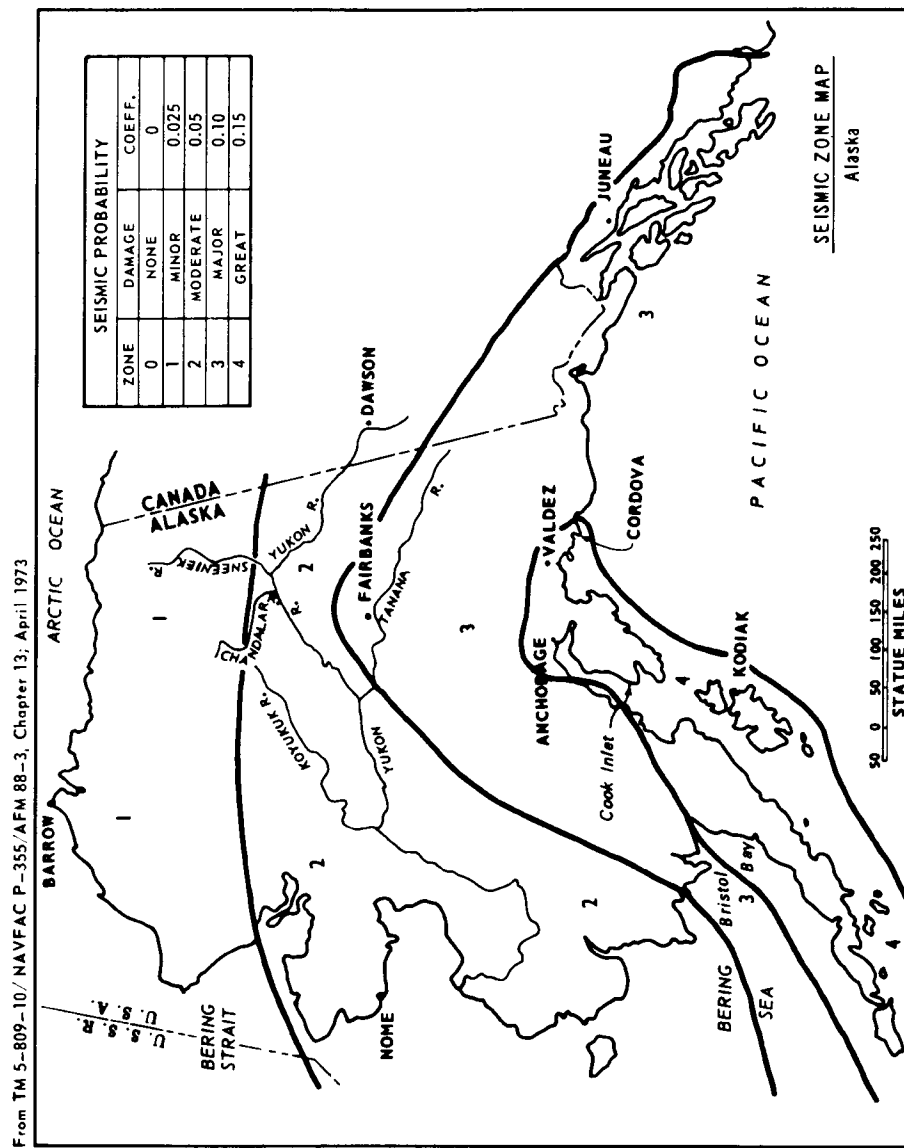 From TM 5-809-10/ NAVFAC P-355/AFM 88-3, Chapter 13; April 1973
ARCTIC OCEAN
BARROW
SEISMIC PROBABILITY
ZONE DAMAGE COEFF.
0 NONE 0
1 MINOR 0.025
2 MODERATE 0.05
3 MAJOR 0.10
4 GREAT 0.15
1
1
U. S. S. R.
U. S. A.
BERING
STRAIT
CANADA
ALASKA
SNEENIEK
R.
CHANDALAR
R.
KOYUKUK R.
YUKON R.
YUKON
R.
2
2
2
NOME
DAWSON
FAIRBANKS
TANANA
R.
3
ANCHORAGE
VALDEZ
CORDOVA
Cook Inlet
JUNEAU
3
BERING
SEA
Bristol
Bay
3
4
4
KODIAK
PACIFIC OCEAN
50 0 50 100 150 200 250
STATUE MILES
SEISMIC ZONE MAP
Alaska